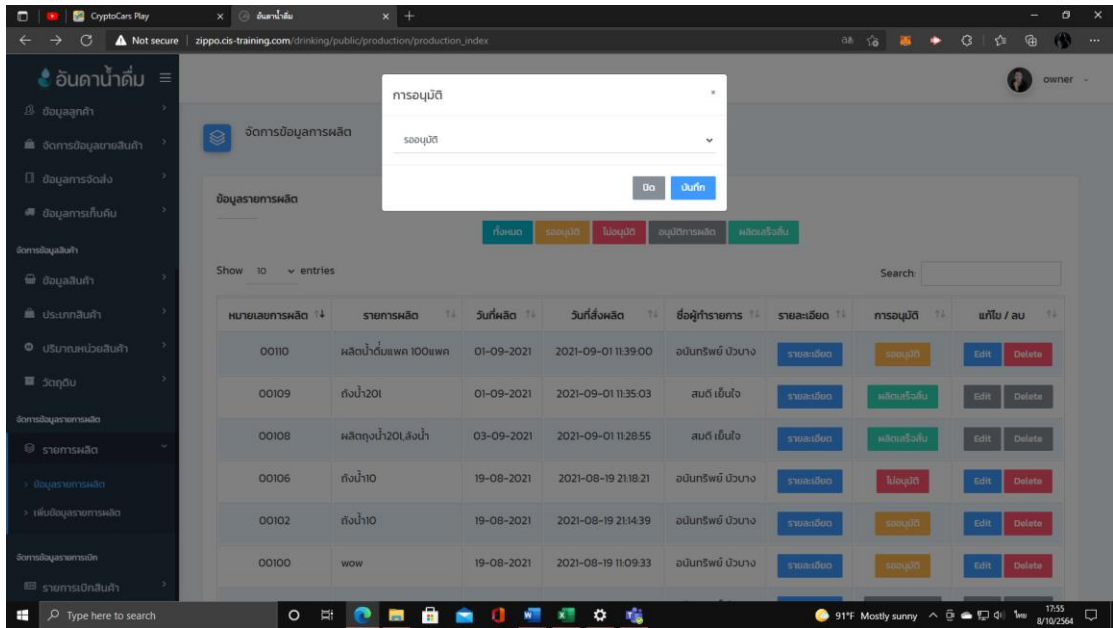 CryptoCars Play
อันดาน้ำดื่ม
Not secure
zippo.cis-training.com/drinking/public/production/production_index
อันดาน้ำดื่ม
owner
การอนุมัติ
รออนุมัติ
ปิด
บันทึก
ข้อมูลลูกค้า
จัดการข้อมูลขายสินค้า
ข้อมูลการจัดส่ง
ข้อมูลการเก็บคืน
จัดการข้อมูลสินค้า
ข้อมูลสินค้า
ประเภทสินค้า
ปริมาณหน่วยสินค้า
วัตถุดิบ
จัดการข้อมูลรายการผลิต
รายการผลิต
ข้อมูลรายการผลิต
เพิ่มข้อมูลรายการผลิต
จัดการข้อมูลรายการเบิก
รายการเบิกสินค้า
จัดการข้อมูลการผลิต
ข้อมูลรายการผลิต
ทั้งหมด รออนุมัติ ไม่อนุมัติ อนุมัติการผลิต ผลิตเสร็จสิ้น
Show 10 entries
Search:
หมายเลขการผลิต รายการผลิต วันที่ผลิต วันที่สั่งผลิต ชื่อผู้ทำรายการ รายละเอียด การอนุมัติ แก้ไข / ลบ
00110 ผลิตน้ำดื่มแพค 100แพค 01-09-2021 2021-09-01 11:39:00 อนันทรัพย์ บัวบาง รายละเอียด รออนุมัติ Edit Delete
00109 ถังน้ำ20l 01-09-2021 2021-09-01 11:35:03 สมดี เย็นใจ รายละเอียด ผลิตเสร็จสิ้น Edit Delete
00108 ผลิตถุงน้ำ20l,ลังน้ำ 03-09-2021 2021-09-01 11:28:55 สมดี เย็นใจ รายละเอียด ผลิตเสร็จสิ้น Edit Delete
00106 ถังน้ำ10 19-08-2021 2021-08-19 21:18:21 อนันทรัพย์ บัวบาง รายละเอียด ไม่อนุมัติ Edit Delete
00102 ถังน้ำ10 19-08-2021 2021-08-19 21:14:39 อนันทรัพย์ บัวบาง รายละเอียด รออนุมัติ Edit Delete
00100 wow 19-08-2021 2021-08-19 11:09:33 อนันทรัพย์ บัวบาง รายละเอียด รออนุมัติ Edit Delete
Type here to search
91°F Mostly sunny
ไทย
17:55
8/10/2564